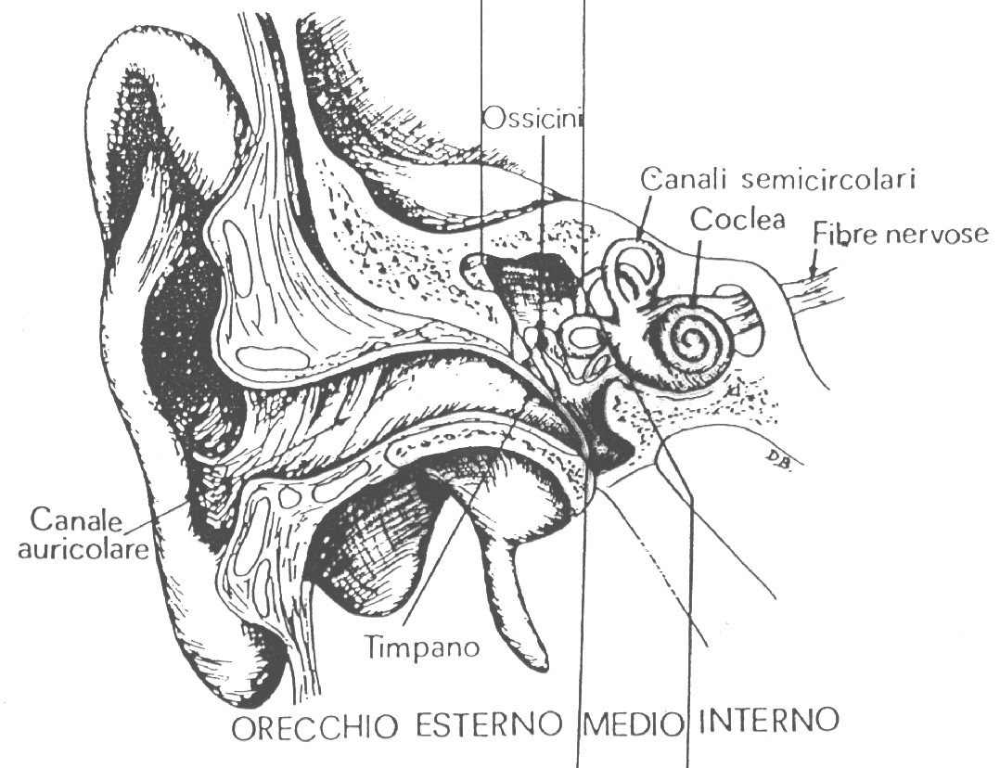 Ossicini
Canali semicircolari
Coclea
Fibre nervose
Canale
auricolare
Timpano
D.B.
ORECCHIO ESTERNO MEDIO INTERNO